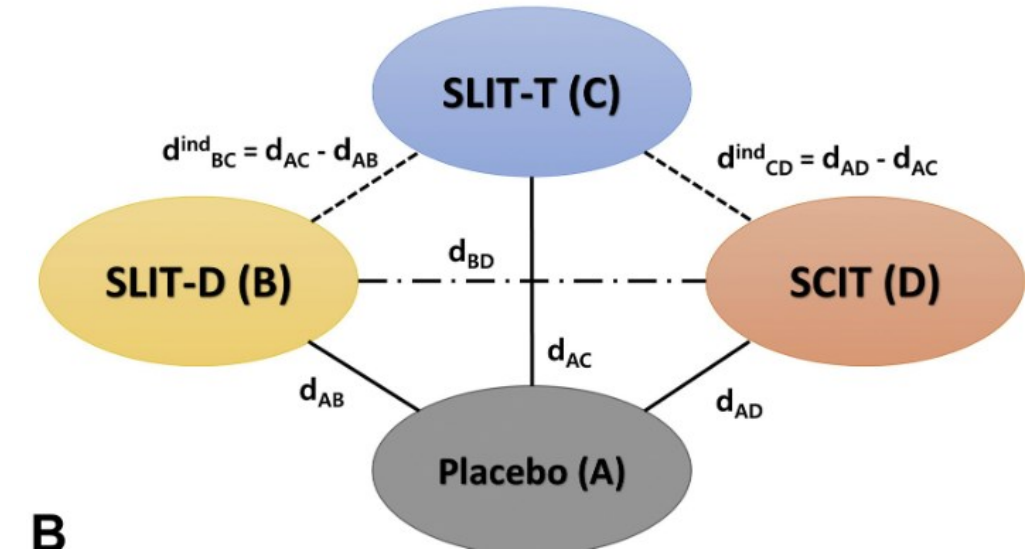 SLIT-T (C)
d^ind_BC = d_AC - d_AB
d^ind_CD = d_AD - d_AC
SLIT-D (B)
d_BD
SCIT (D)
d_AC
d_AB
d_AD
Placebo (A)
B